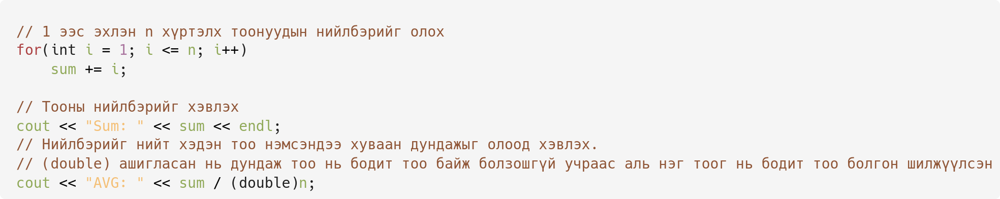 // 1 ээс эхлэн n хүртэлх тоонуудын нийлбэрийг олох
for(int i = 1; i <= n; i++)
    sum += i;

// Тооны нийлбэрийг хэвлэх
cout << "Sum: " << sum << endl;
// Нийлбэрийг нийт хэдэн тоо нэмсэндээ хуваан дундажыг олоод хэвлэх.
// (double) ашигласан нь дундаж тоо нь бодит тоо байж болзошгүй учраас аль нэг тоог нь бодит тоо болгон шилжүүлсэн
cout << "AVG: " << sum / (double)n;